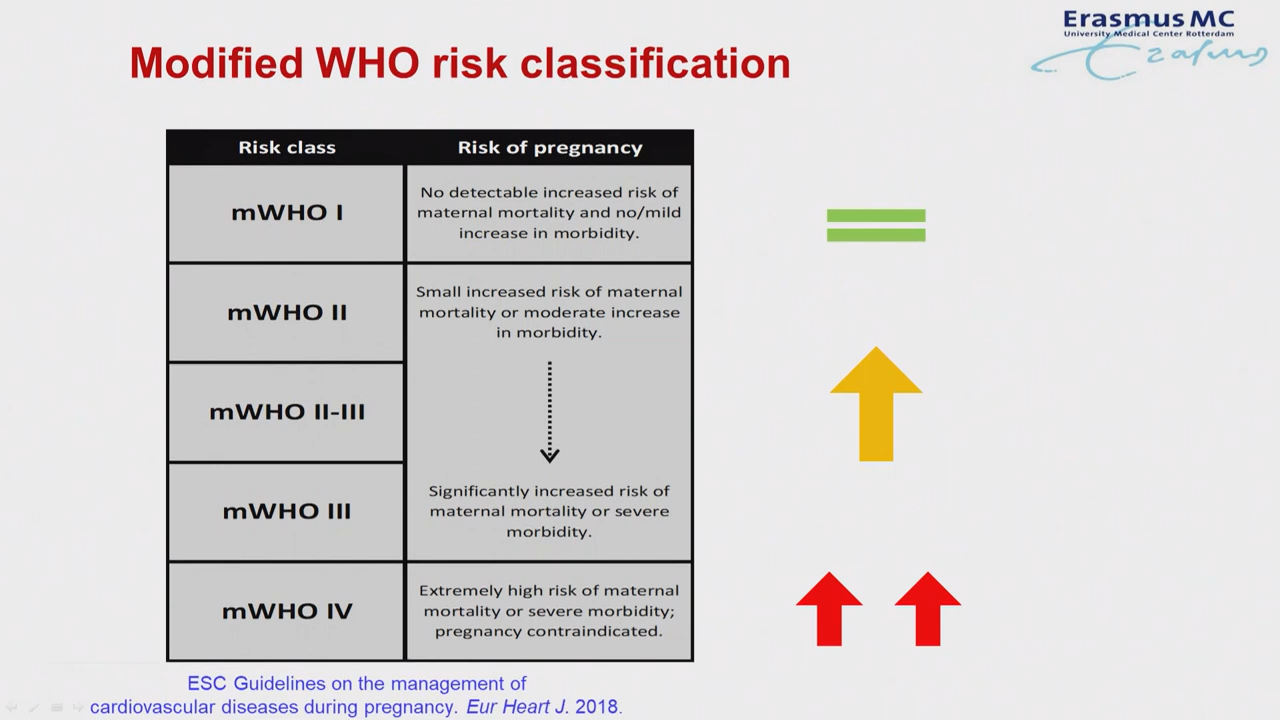 Erasmus MC
University Medical Center Rotterdam
Erasmus
Modified WHO risk classification
Risk class
Risk of pregnancy
mWHO I
No detectable increased risk of
maternal mortality and no/mild
increase in morbidity.
mWHO II
Small increased risk of maternal
mortality or moderate increase
in morbidity.
mWHO II-III
mWHO III
Significantly increased risk of
maternal mortality or severe
morbidity.
mWHO IV
Extremely high risk of maternal
mortality or severe morbidity;
pregnancy contraindicated.
ESC Guidelines on the management of
cardiovascular diseases during pregnancy. Eur Heart J. 2018.